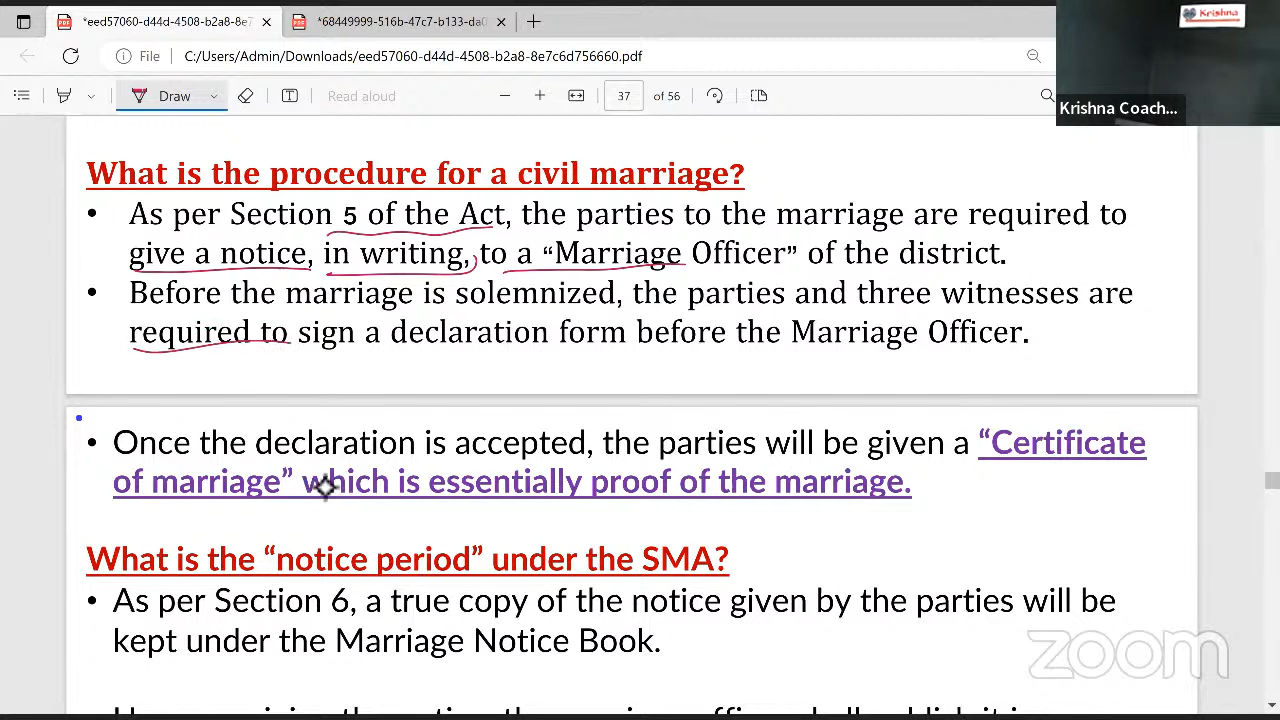 *eed57060-d44d-4508-b2a8-8e7
*68449999-516b-47c7-b133-dc
Krishna
File
C:/Users/Admin/Downloads/eed57060-d44d-4508-b2a8-8e7c6d756660.pdf
Draw
Read aloud
37
of 56
Krishna Coach...
What is the procedure for a civil marriage?
• As per Section 5 of the Act, the parties to the marriage are required to
give a notice, in writing, to a “Marriage Officer” of the district.
• Before the marriage is solemnized, the parties and three witnesses are
required to sign a declaration form before the Marriage Officer.
• Once the declaration is accepted, the parties will be given a “Certificate
of marriage” which is essentially proof of the marriage.
What is the “notice period” under the SMA?
• As per Section 6, a true copy of the notice given by the parties will be
kept under the Marriage Notice Book.
zoom